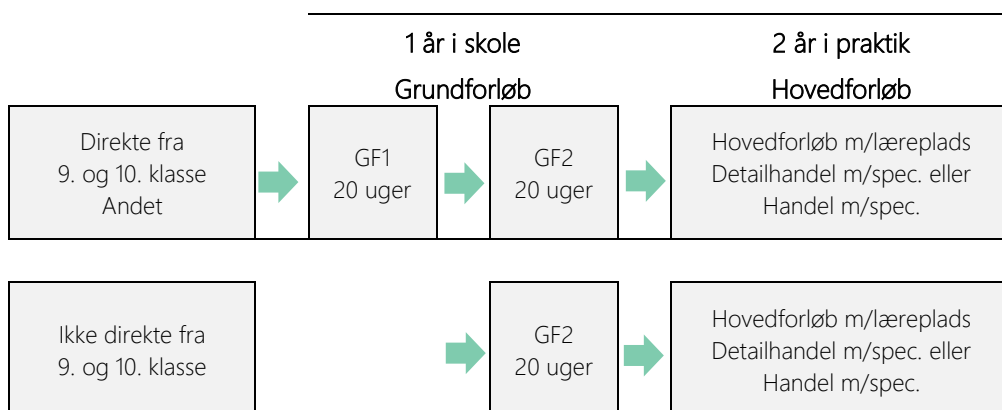 1 år i skole
2 år i praktik
Grundforløb
Hovedforløb
Direkte fra
9. og 10. klasse
Andet
GF1
20 uger
GF2
20 uger
Hovedforløb m/læreplads
Detailhandel m/spec. eller
Handel m/spec.
Ikke direkte fra
9. og 10. klasse
GF2
20 uger
Hovedforløb m/læreplads
Detailhandel m/spec. eller
Handel m/spec.